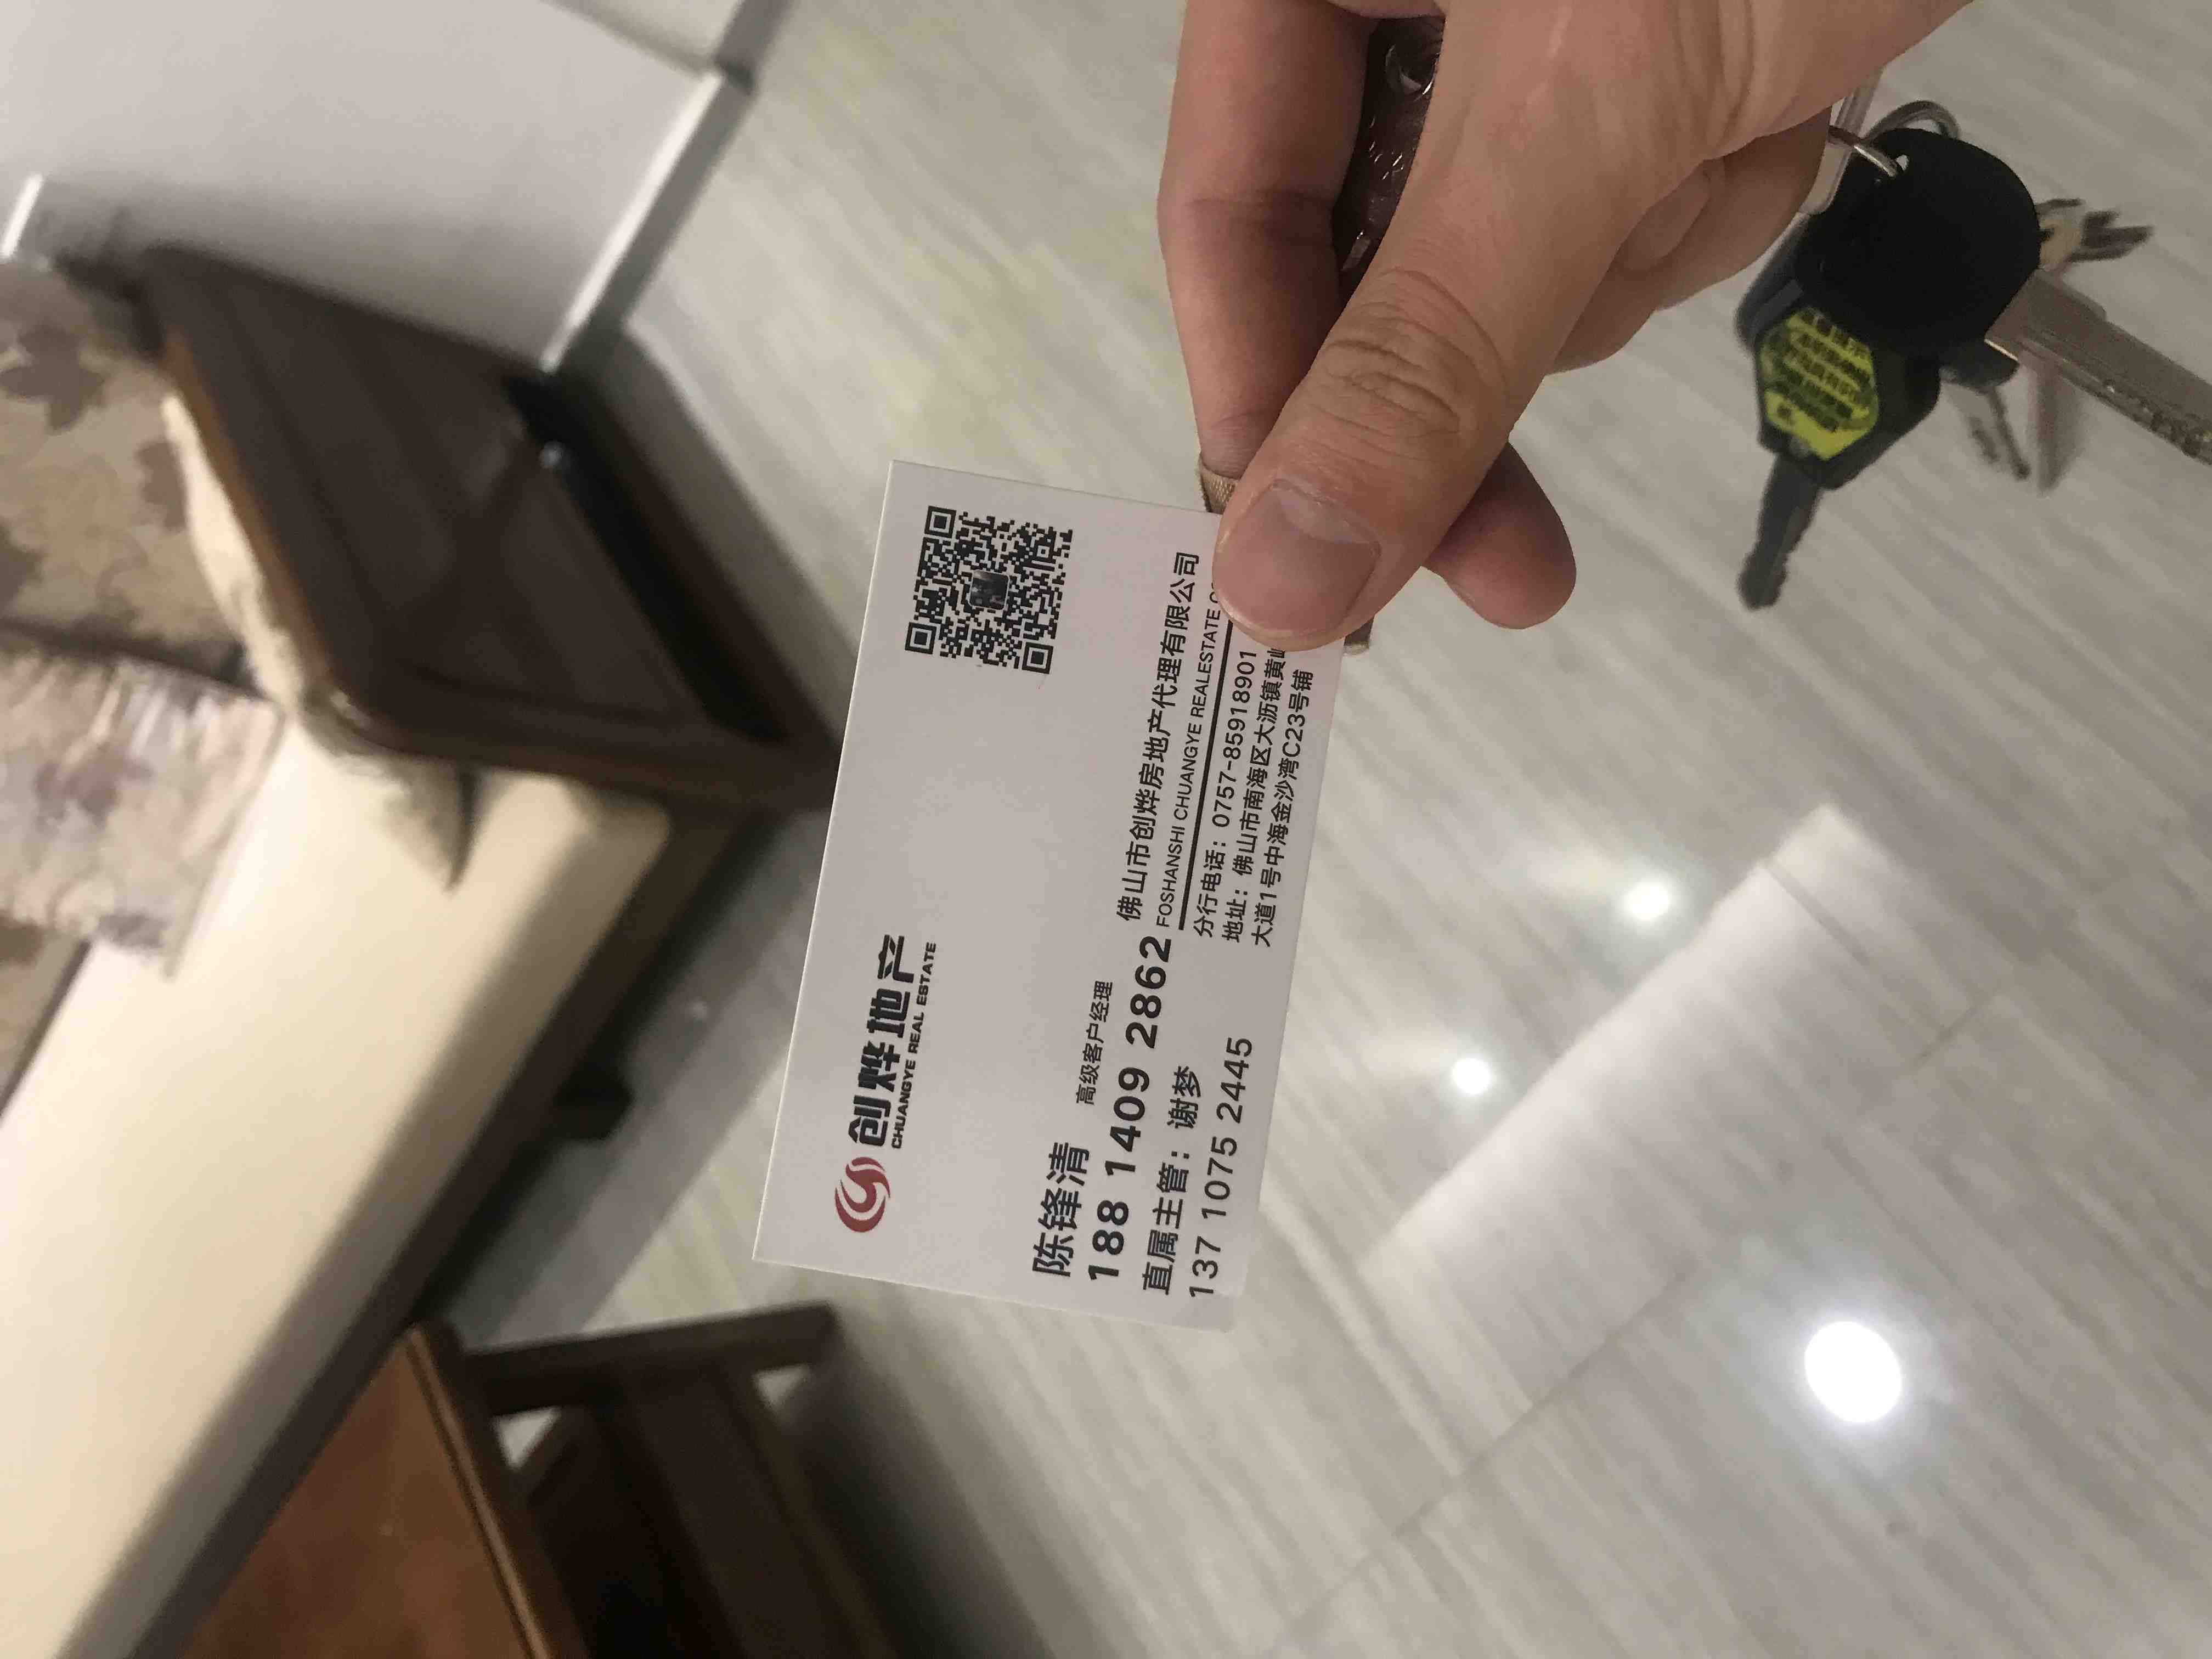 创烨地产
CHUANGYE REAL ESTATE
陈锋清
高级客户经理
188 1409 2862
直属主管：谢梦
137 1075 2445
佛山市创烨房地产代理有限公司
FOSHANSHI CHUANGYE REALESTATE
分行电话：0757-85918901
地址：佛山市南海区大沥镇黄
大道1号中海金沙湾C23号铺